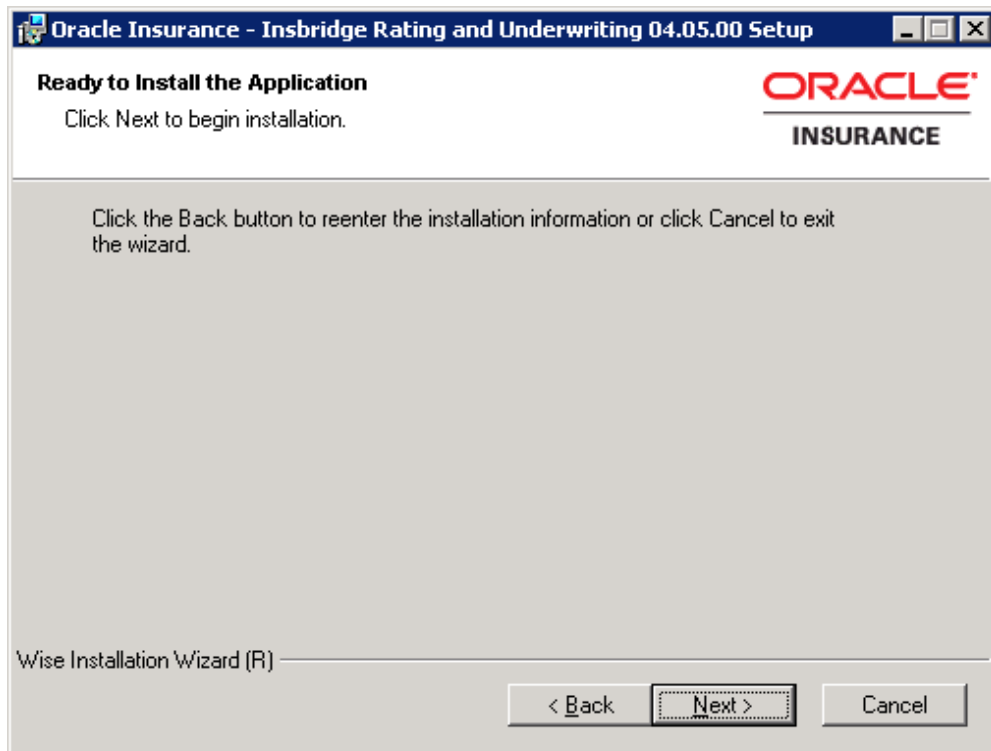 Oracle Insurance - Insbridge Rating and Underwriting 04.05.00 Setup
Ready to Install the Application
Click Next to begin installation.
ORACLE
INSURANCE
Click the Back button to reenter the installation information or click Cancel to exit
the wizard.
Wise Installation Wizard (R)
< Back
Next >
Cancel